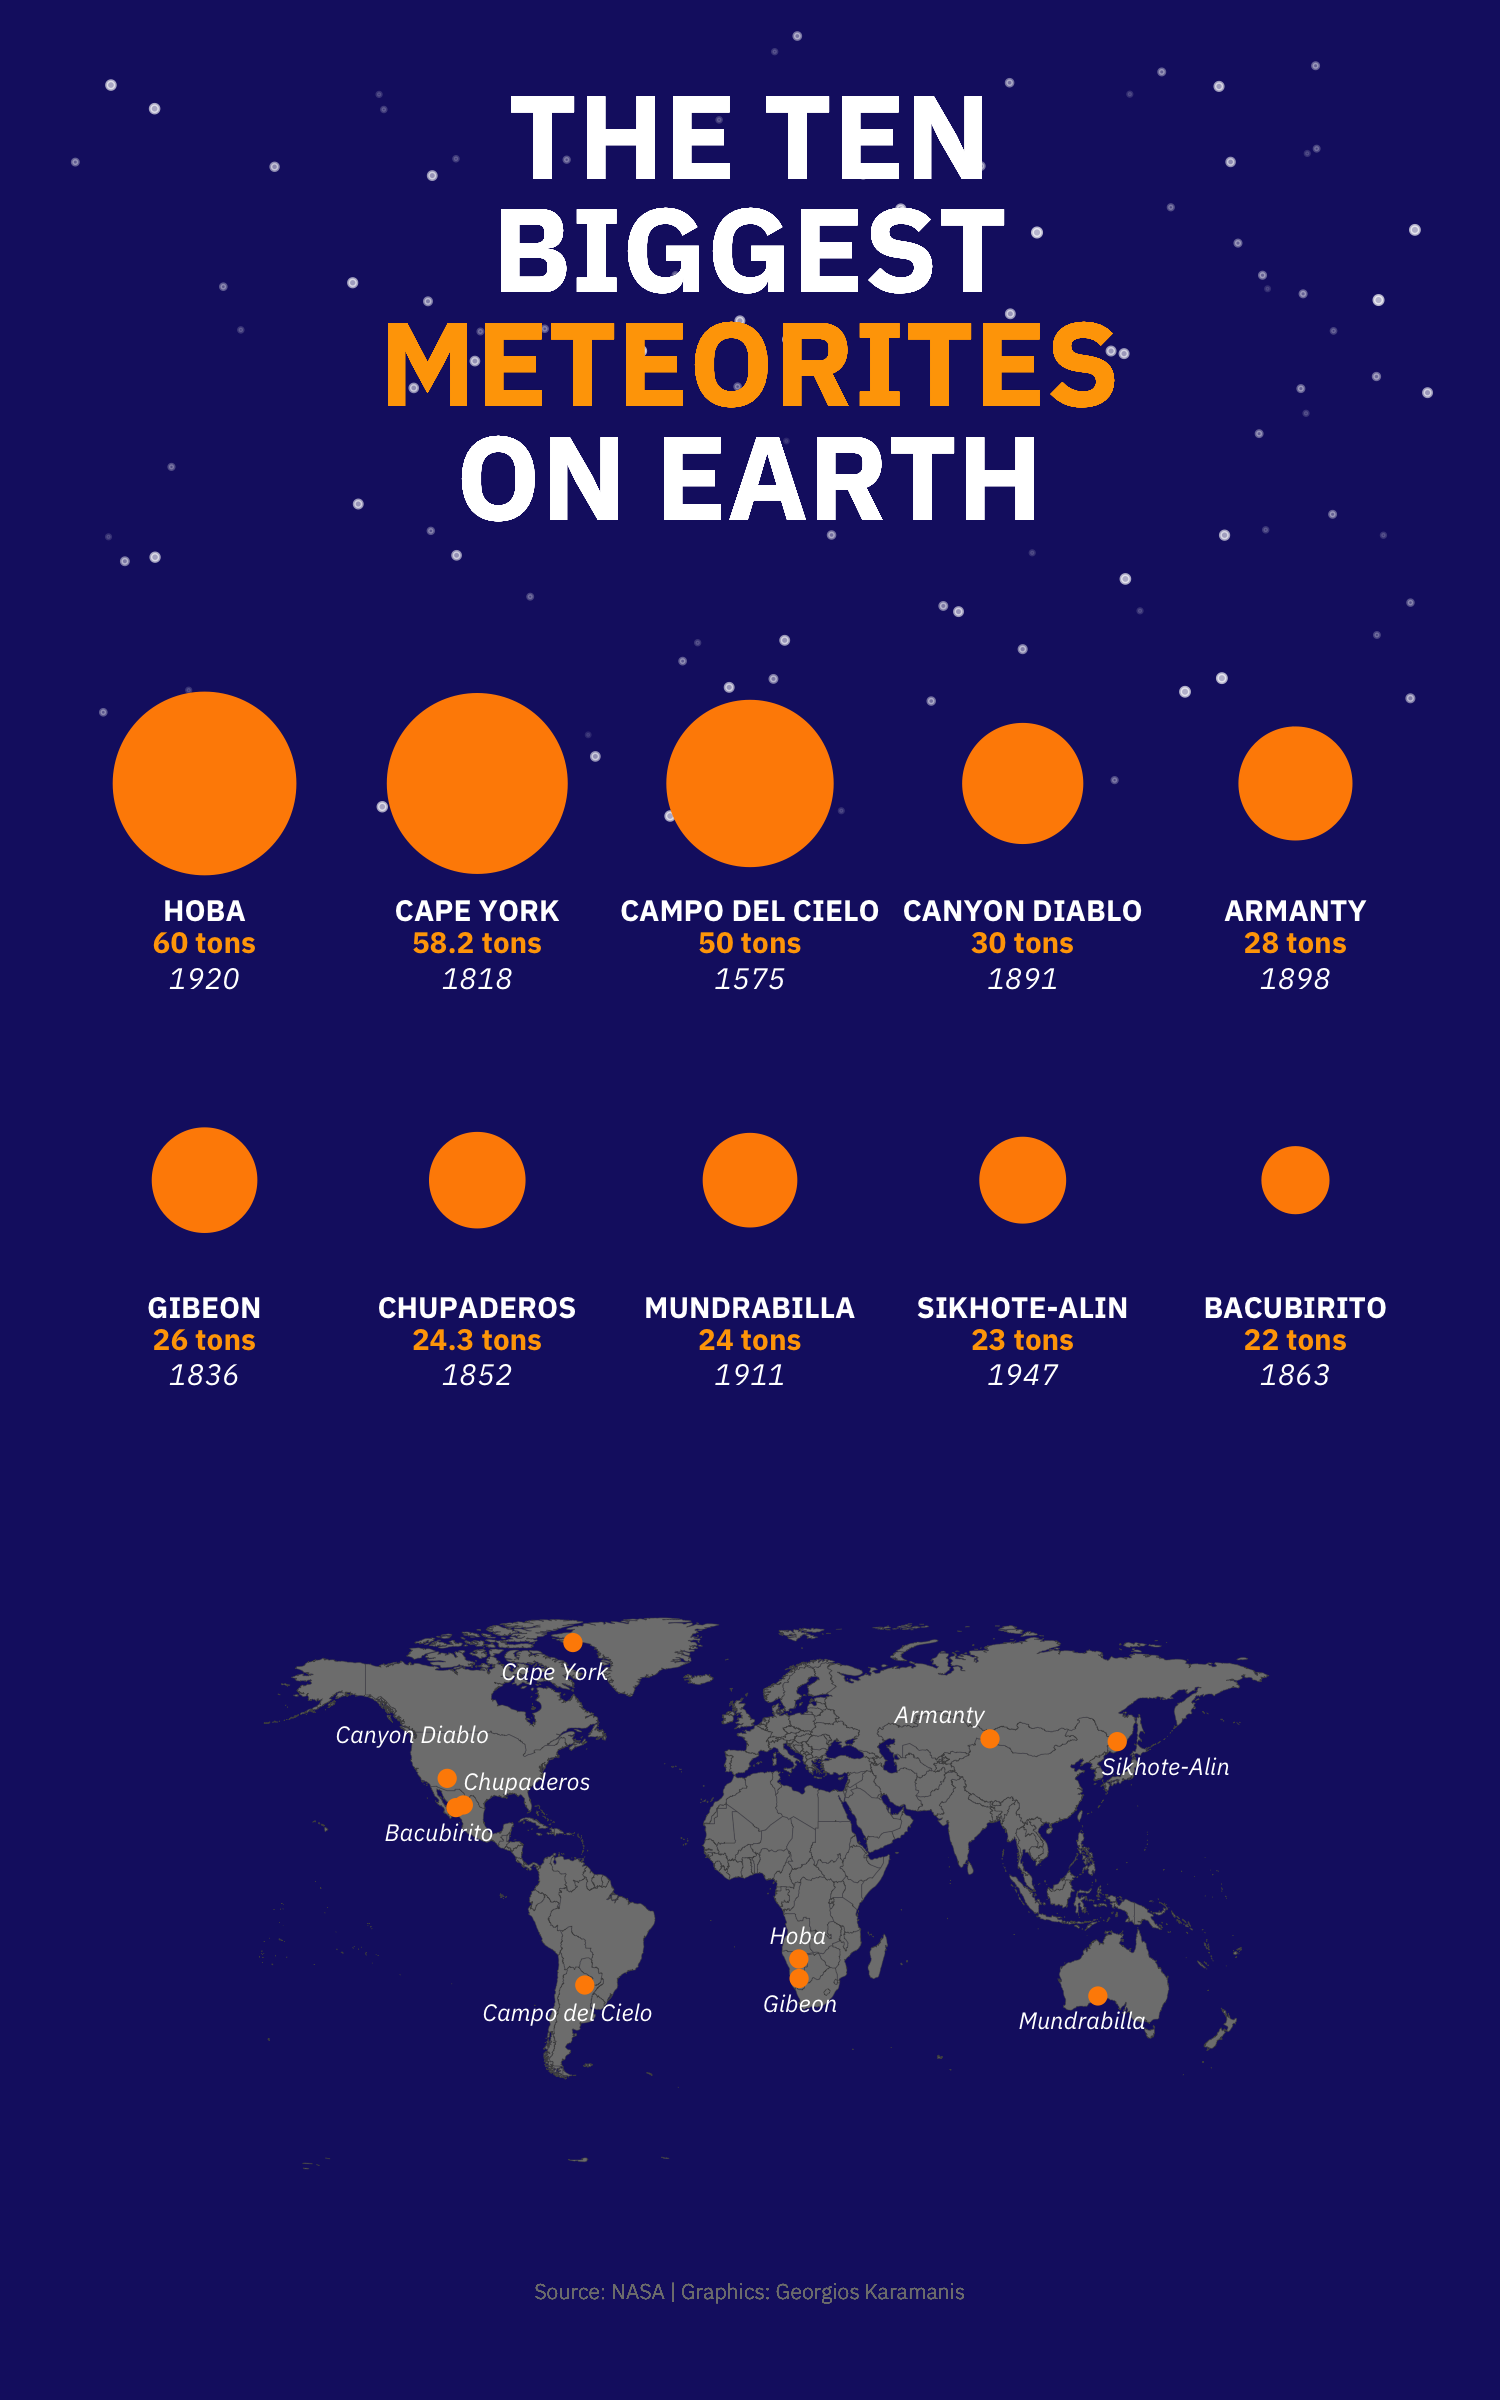 THE TEN
BIGGEST
METEORITES
ON EARTH
HOBA
60 tons
1920
CAPE YORK
58.2 tons
1818
CAMPO DEL CIELO
50 tons
1575
CANYON DIABLO
30 tons
1891
ARMANTY
28 tons
1898
GIBEON
26 tons
1836
CHUPADEROS
24.3 tons
1852
MUNDRABILLA
24 tons
1911
SIKHOTE-ALIN
23 tons
1947
BACUBIRITO
22 tons
1863
Cape York
Armanty
Canyon Diablo
Sikhote-Alin
Chupaderos
Bacubirito
Hoba
Gibeon
Campo del Cielo
Mundrabilla
Source: NASA | Graphics: Georgios Karamanis